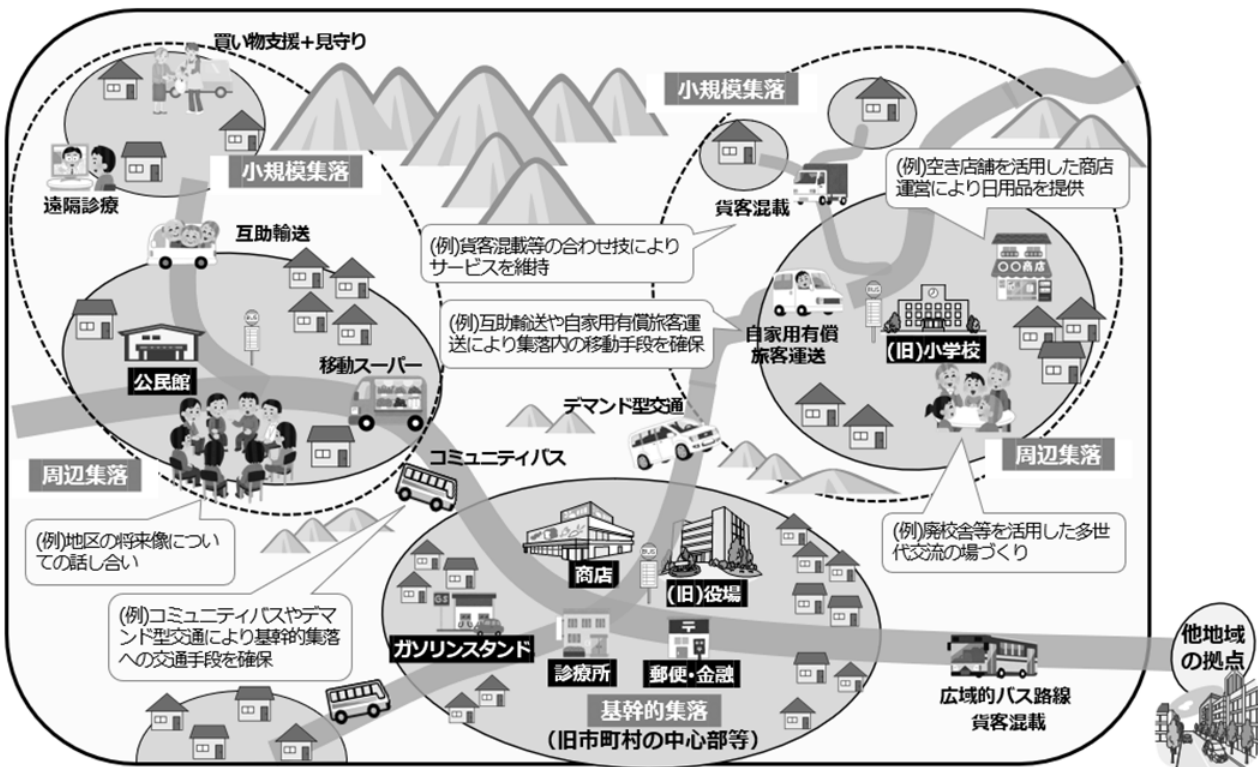 買い物支援+見守り
小規模集落
遠隔診療
互助輸送
BUS
公民館
移動スーパー
周辺集落
(例)地区の将来像につい
ての話し合い
コミュニティバス
(例)コミュニティバスやデマ
ンド型交通により基幹的集落
への交通手段を確保
小規模集落
貨客混載
(例)空き店舗を活用した商店
運営により日用品を提供
(例)貨客混載等の合わせ技により
サービスを維持
(例)互助輸送や自家用有償旅客運
送により集落内の移動手段を確保
自家用有償
旅客運送
BUS
〇〇商店
(旧)小学校
周辺集落
デマンド型交通
(例)廃校舎等を活用した多世
代交流の場づくり
商店
BUS
(旧)役場
GS
ガソリンスタンド
診療所
〒
郵便・金融
基幹的集落
(旧市町村の中心部等)
広域的バス路線
貨客混載
他地域
の拠点